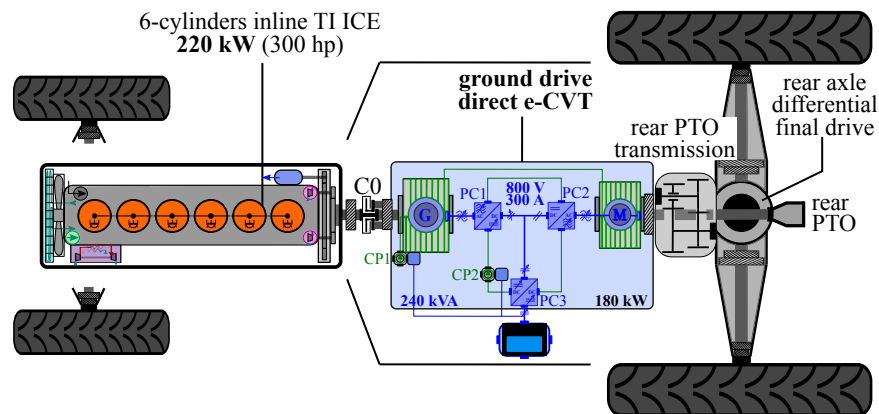 6-cylinders inline TI ICE
220 kW (300 hp)
ground drive
direct e-CVT
rear axle
differential
final drive
rear PTO
transmission
C0
PC1
800 V
300 A
PC2
G
M
rear
PTO
CP1
CP2
PC3
240 kVA
180 kW